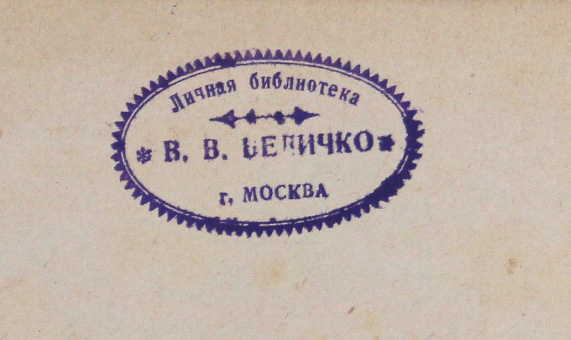 Личная библиотека
* В. В. ВЕЛИЧКО *
г. МОСКВА